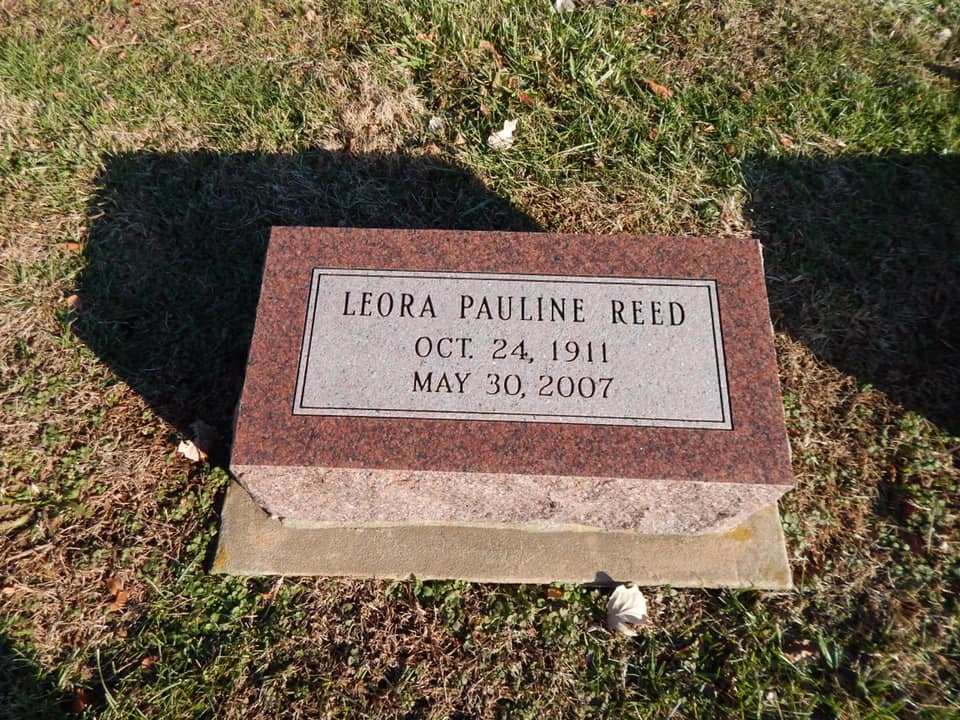 LEORA PAULINE REED
OCT. 24, 1911
MAY 30, 2007